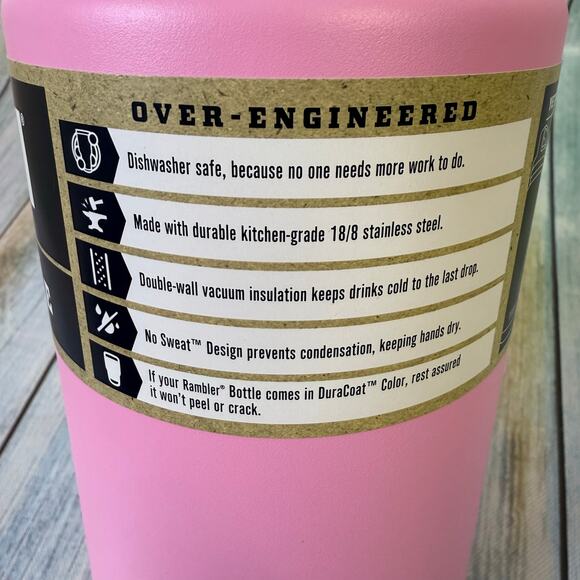 OVER-ENGINEERED
Dishwasher safe, because no one needs more work to do.
Made with durable kitchen-grade 18/8 stainless steel.
Double-wall vacuum insulation keeps drinks cold to the last drop.
No Sweat™ Design prevents condensation, keeping hands dry.
If your Rambler® Bottle comes in DuraCoat™ Color, rest assured
it won't peel or crack.